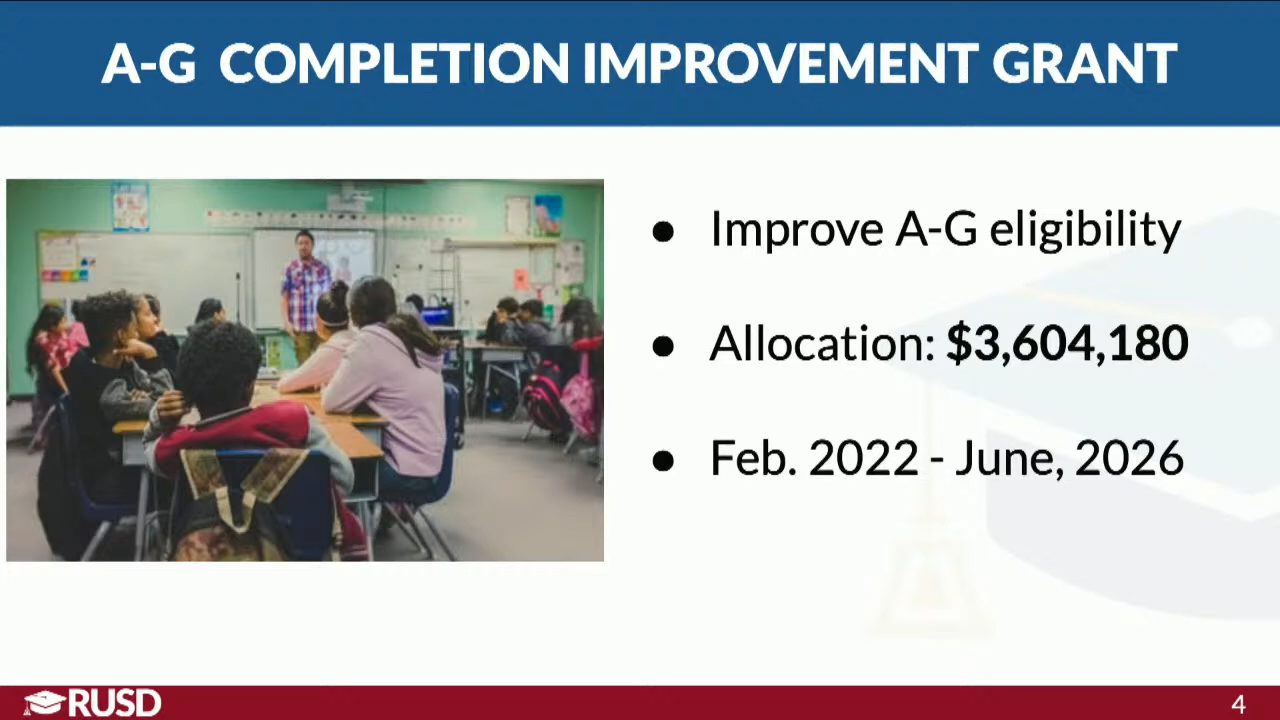 A-G COMPLETION IMPROVEMENT GRANT
● Improve A-G eligibility
● Allocation: $3,604,180
● Feb. 2022 - June, 2026
RUSD
4